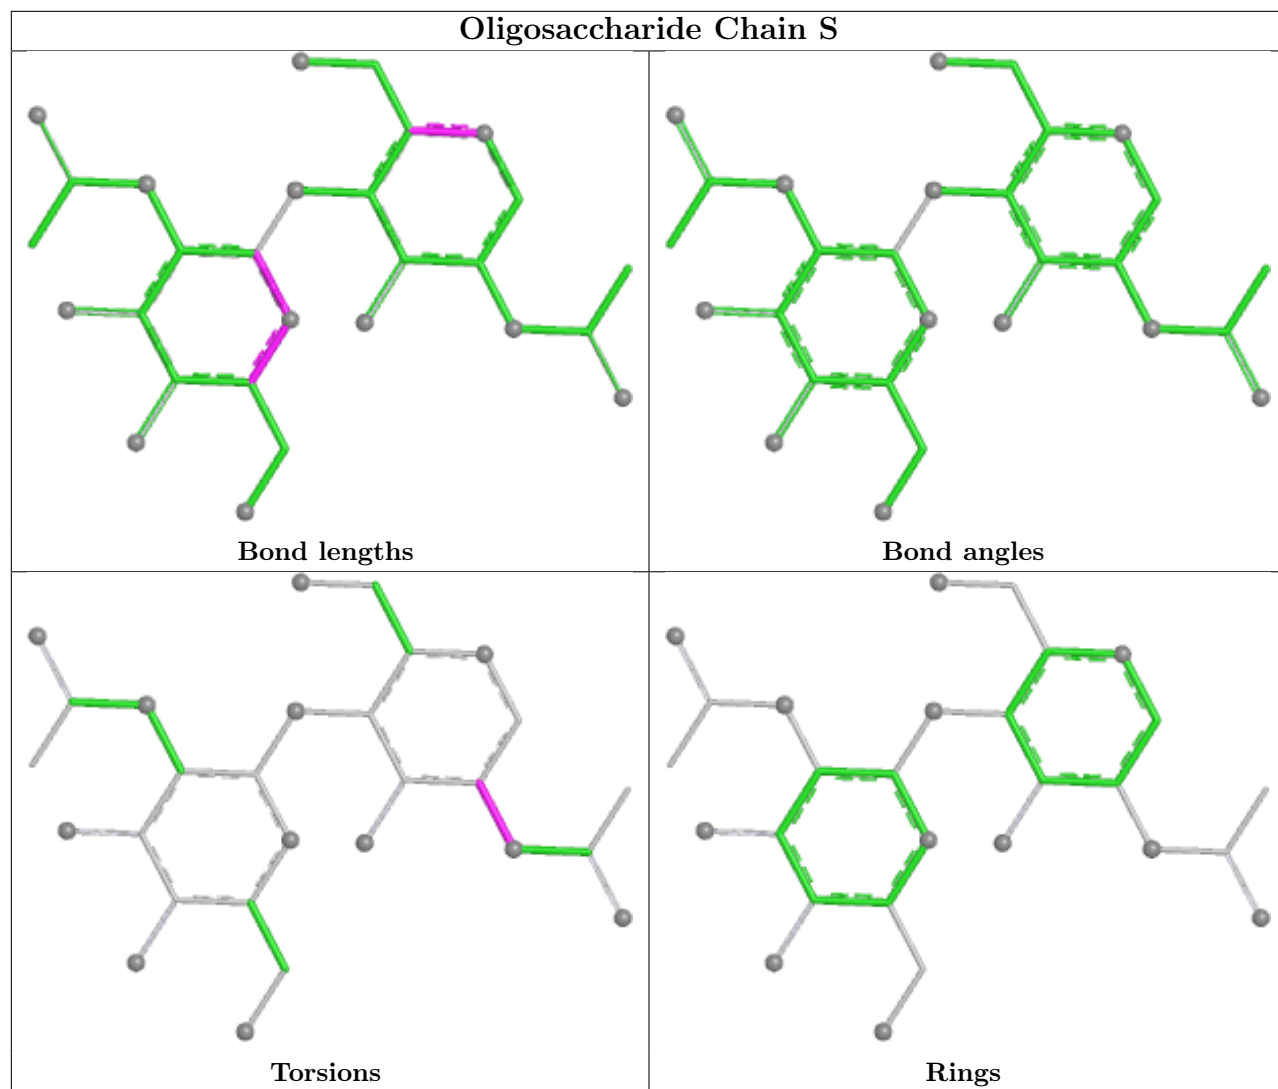 Oligosaccharide Chain S
Bond lengths
Bond angles
Torsions
Rings